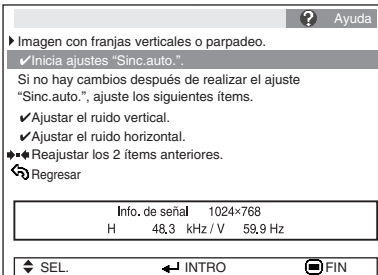 ? Ayuda
Imagen con franjas verticales o parpadeo.
✔Inicia ajustes “Sinc.auto.”.
Si no hay cambios después de realizar el ajuste
“Sinc.auto.”, ajuste los siguientes ítems.
✔Ajustar el ruido vertical.
✔Ajustar el ruido horizontal.
Reajustar los 2 ítems anteriores.
Regresar
Info. de señal 1024×768
H 48.3 kHz / V 59.9 Hz
SEL. INTRO FIN